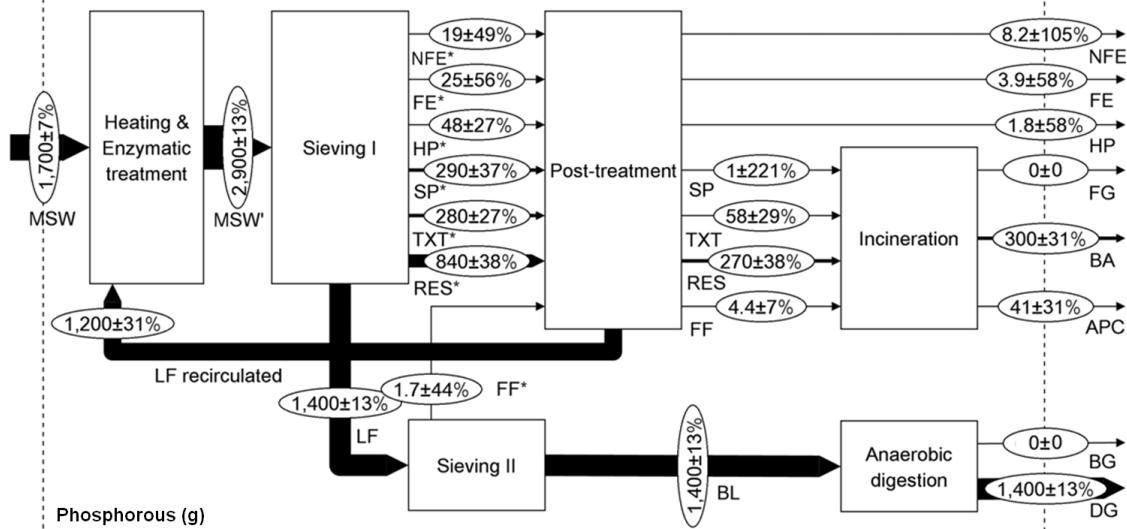 1,700±7%
MSW
Heating &
Enzymatic
treatment
2,900±13%
MSW'
Sieving I
19±49%
NFE*
25±56%
FE*
48±27%
HP*
290±37%
SP*
280±27%
TXT*
840±38%
RES*
Post-treatment
8.2±105%
NFE
3.9±58%
FE
1.8±58%
HP
1±221%
SP
58±29%
TXT
270±38%
RES
4.4±7%
FF
Incineration
0±0
FG
300±31%
BA
41±31%
APC
1,200±31%
LF recirculated
1,400±13%
LF
1.7±44%
FF*
Sieving II
1,400±13%
BL
Anaerobic
digestion
0±0
BG
1,400±13%
DG
Phosphorous (g)